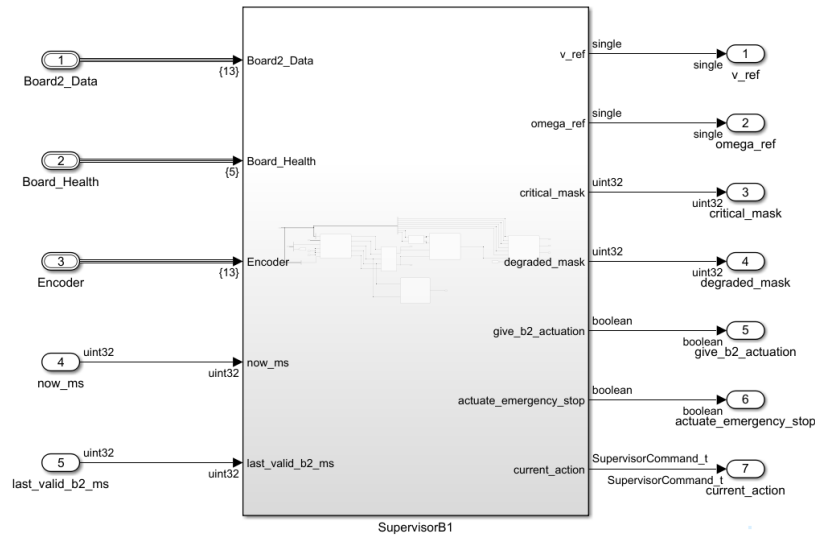 1
Board2_Data
{13}
Board2_Data
2
Board_Health
{5}
Board_Health
3
Encoder
{13}
Encoder
4
now_ms
uint32
uint32
now_ms
5
last_valid_b2_ms
uint32
uint32
last_valid_b2_ms
v_ref
single
single
1
v_ref
omega_ref
single
single
2
omega_ref
critical_mask
uint32
uint32
3
critical_mask
degraded_mask
uint32
uint32
4
degraded_mask
give_b2_actuation
boolean
boolean
5
give_b2_actuation
actuate_emergency_stop
boolean
boolean
6
actuate_emergency_stop
current_action
SupervisorCommand_t
SupervisorCommand_t
7
current_action
SupervisorB1